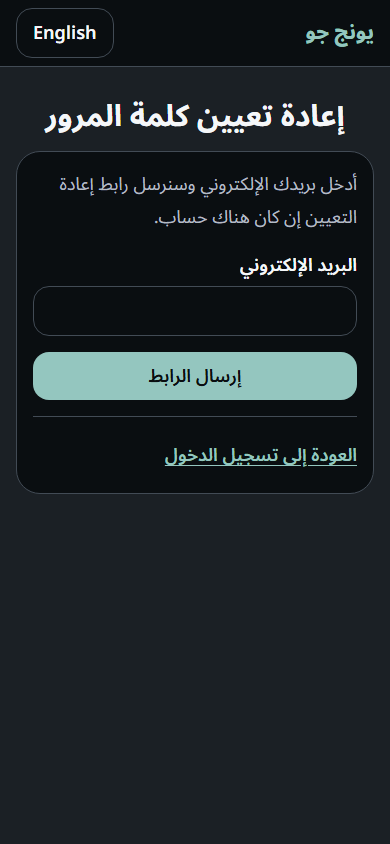 يونج جو
English
إعادة تعيين كلمة المرور
أدخل بريدك الإلكتروني وسنرسل رابط إعادة
التعيين إن كان هناك حساب.
البريد الإلكتروني
إرسال الرابط
العودة إلى تسجيل الدخول